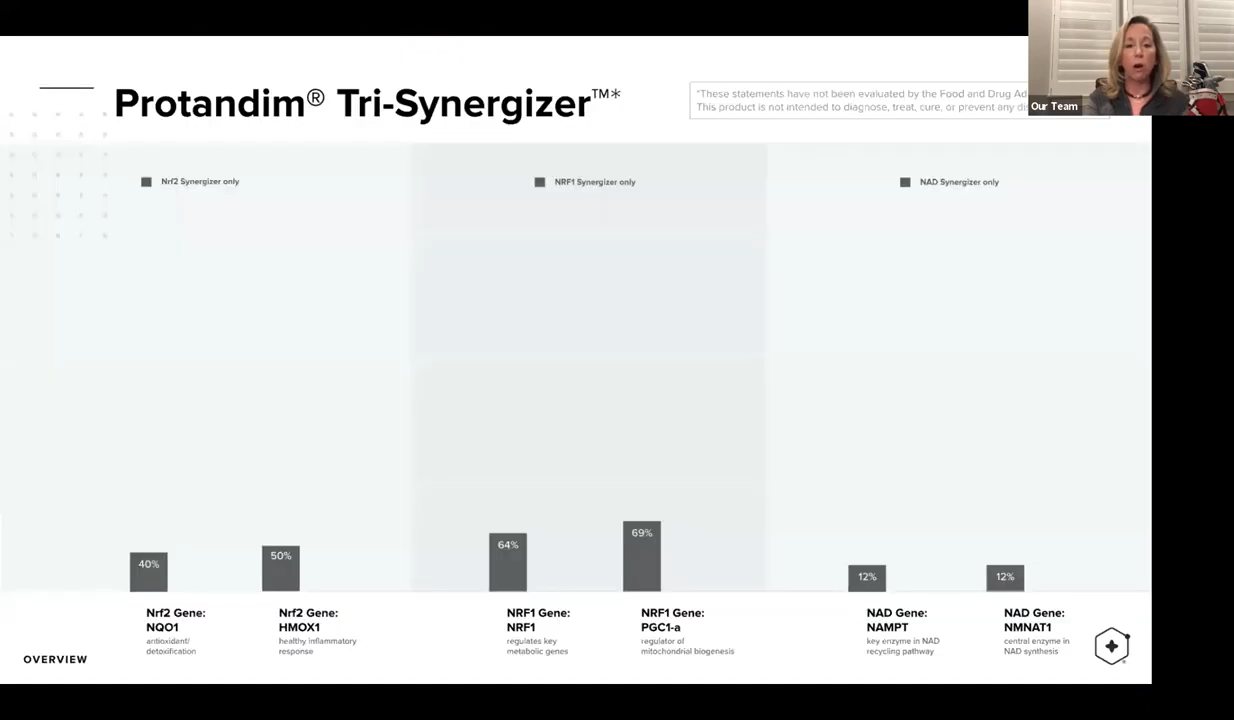 Protandim® Tri-Synergizer™*
*These statements have not been evaluated by the Food and Drug
This product is not intended to diagnose, treat, cure, or prevent any
Our Team
Nrf2 Synergizer only
NRF1 Synergizer only
NAD Synergizer only
40%
50%
64%
69%
12%
12%
Nrf2 Gene:
NQO1
antioxidant/
detoxification
Nrf2 Gene:
HMOX1
healthy inflammatory
response
NRF1 Gene:
NRF1
regulates key
metabolic genes
NRF1 Gene:
PGC1-a
regulator of
mitochondrial biogenesis
NAD Gene:
NAMPT
key enzyme in NAD
recycling pathway
NAD Gene:
NMNAT1
central enzyme in
NAD synthesis
OVERVIEW